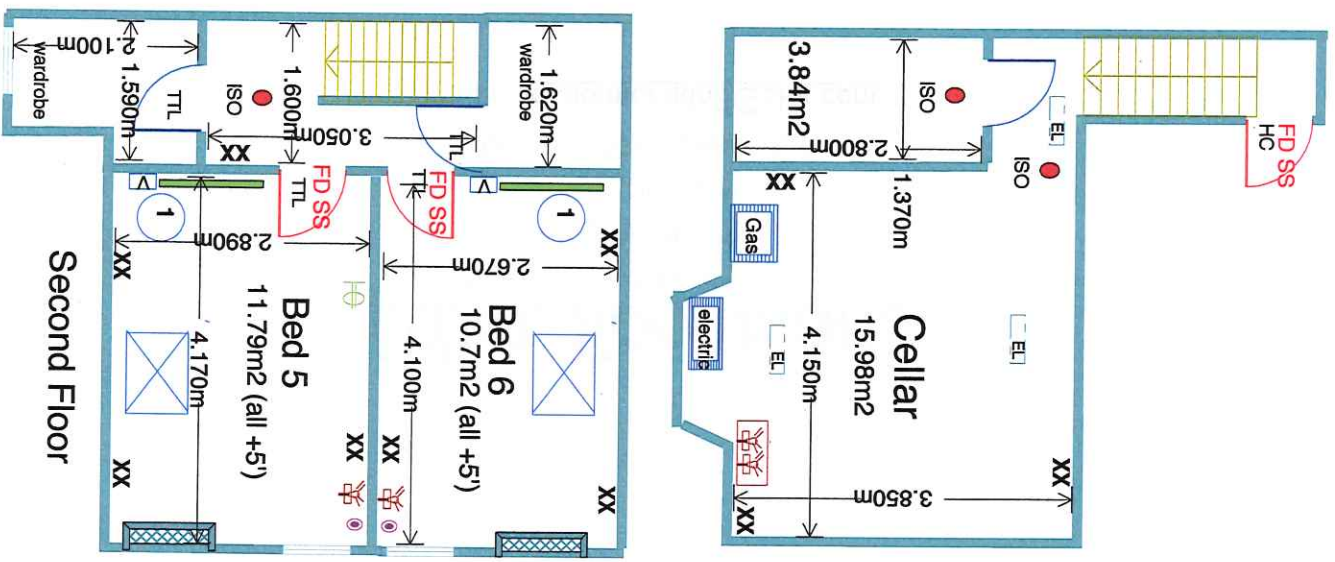 Second Floor
wardrobe
2.100m
1.590m
TTL
ISO
1.600m
3.050m
XX
wardrobe
1.620m
TTL
FD SS
TTL
FD SS
V
1
2.890m
XX
Bed 5
11.79m2 (all +5')
4.170m
XX
XX
V
1
XX
2.670m
Bed 6
10.7m2 (all +5')
4.100m
XX
XX
3.84m2
ISO
2.800m
EL
ISO
FD SS
HC
1.370m
XX
Gas
electric
Cellar
15.98m2
4.150m
EL
EL
XX
3.850m
XX